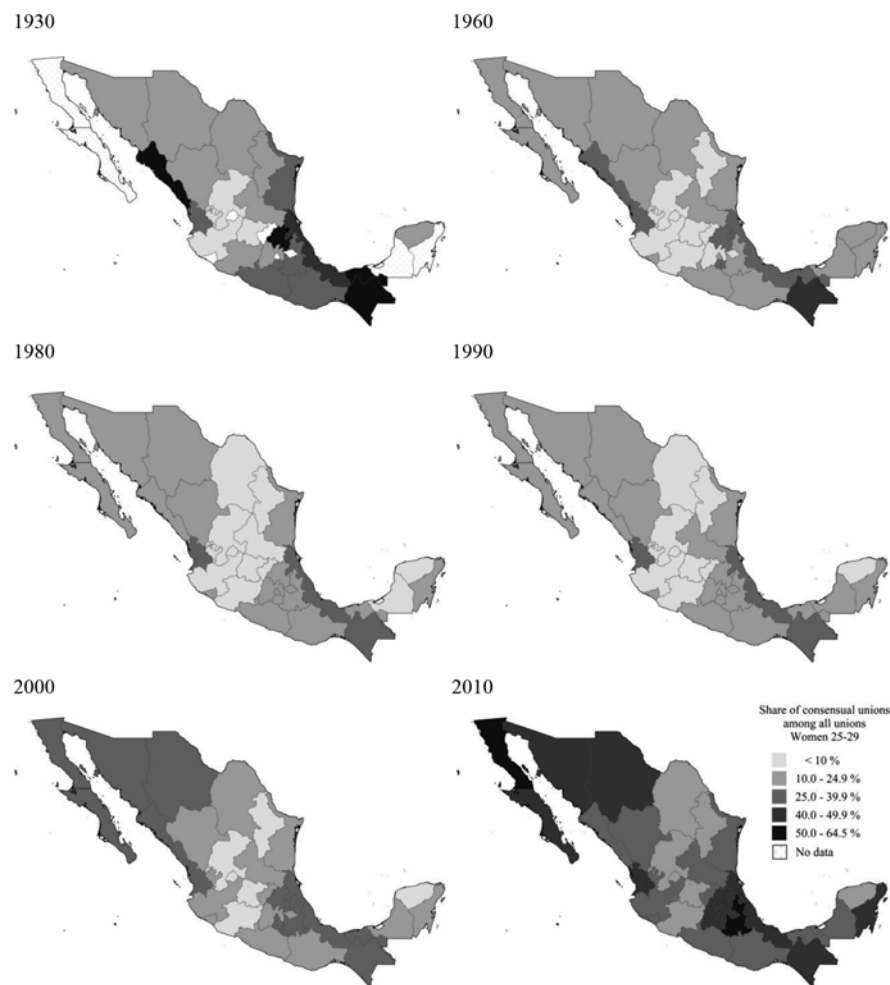 1930
1960
1980
1990
2000
2010
Share of consensual unions
among all unions
Women 25-29
< 10 %
10.0 - 24.9 %
25.0 - 39.9 %
40.0 - 49.9 %
50.0 - 64.5 %
No data